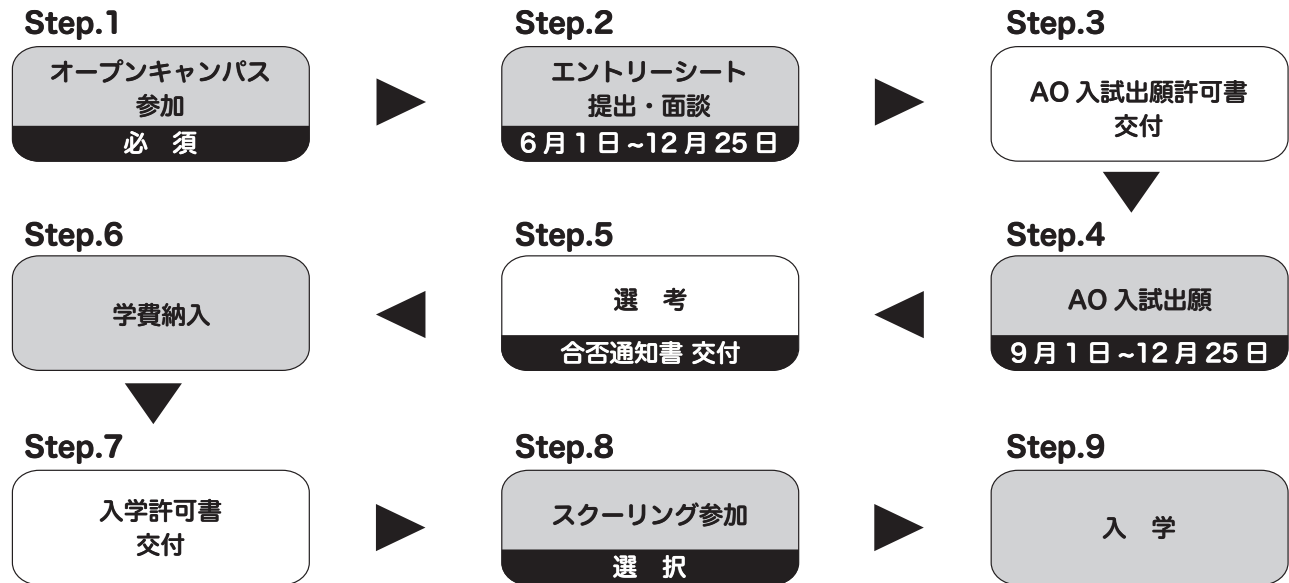 Step.1
オープンキャンパス
参加
必 須
Step.2
エントリーシート
提出・面談
6月1日~12月25日
Step.3
AO入試出願許可書
交付
Step.4
AO入試出願
9月1日~12月25日
Step.5
選 考
合否通知書 交付
Step.6
学費納入
Step.7
入学許可書
交付
Step.8
スクーリング参加
選 択
Step.9
入 学